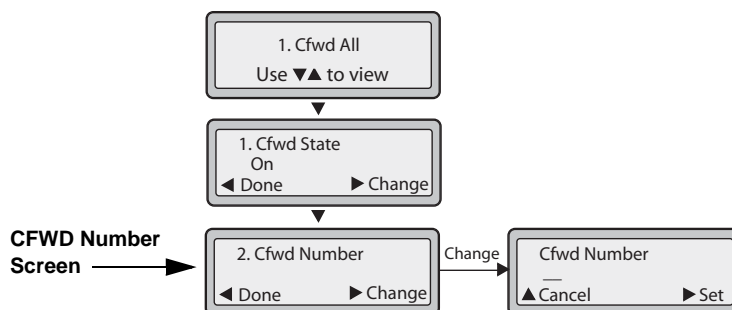 1. Cfwd All
Use ▼▲ to view
▼
1. Cfwd State
On
◀ Done ▶ Change
▼
CFWD Number
Screen
2. Cfwd Number
◀ Done ▶ Change
Change
Cfwd Number
__
▲ Cancel ▶ Set